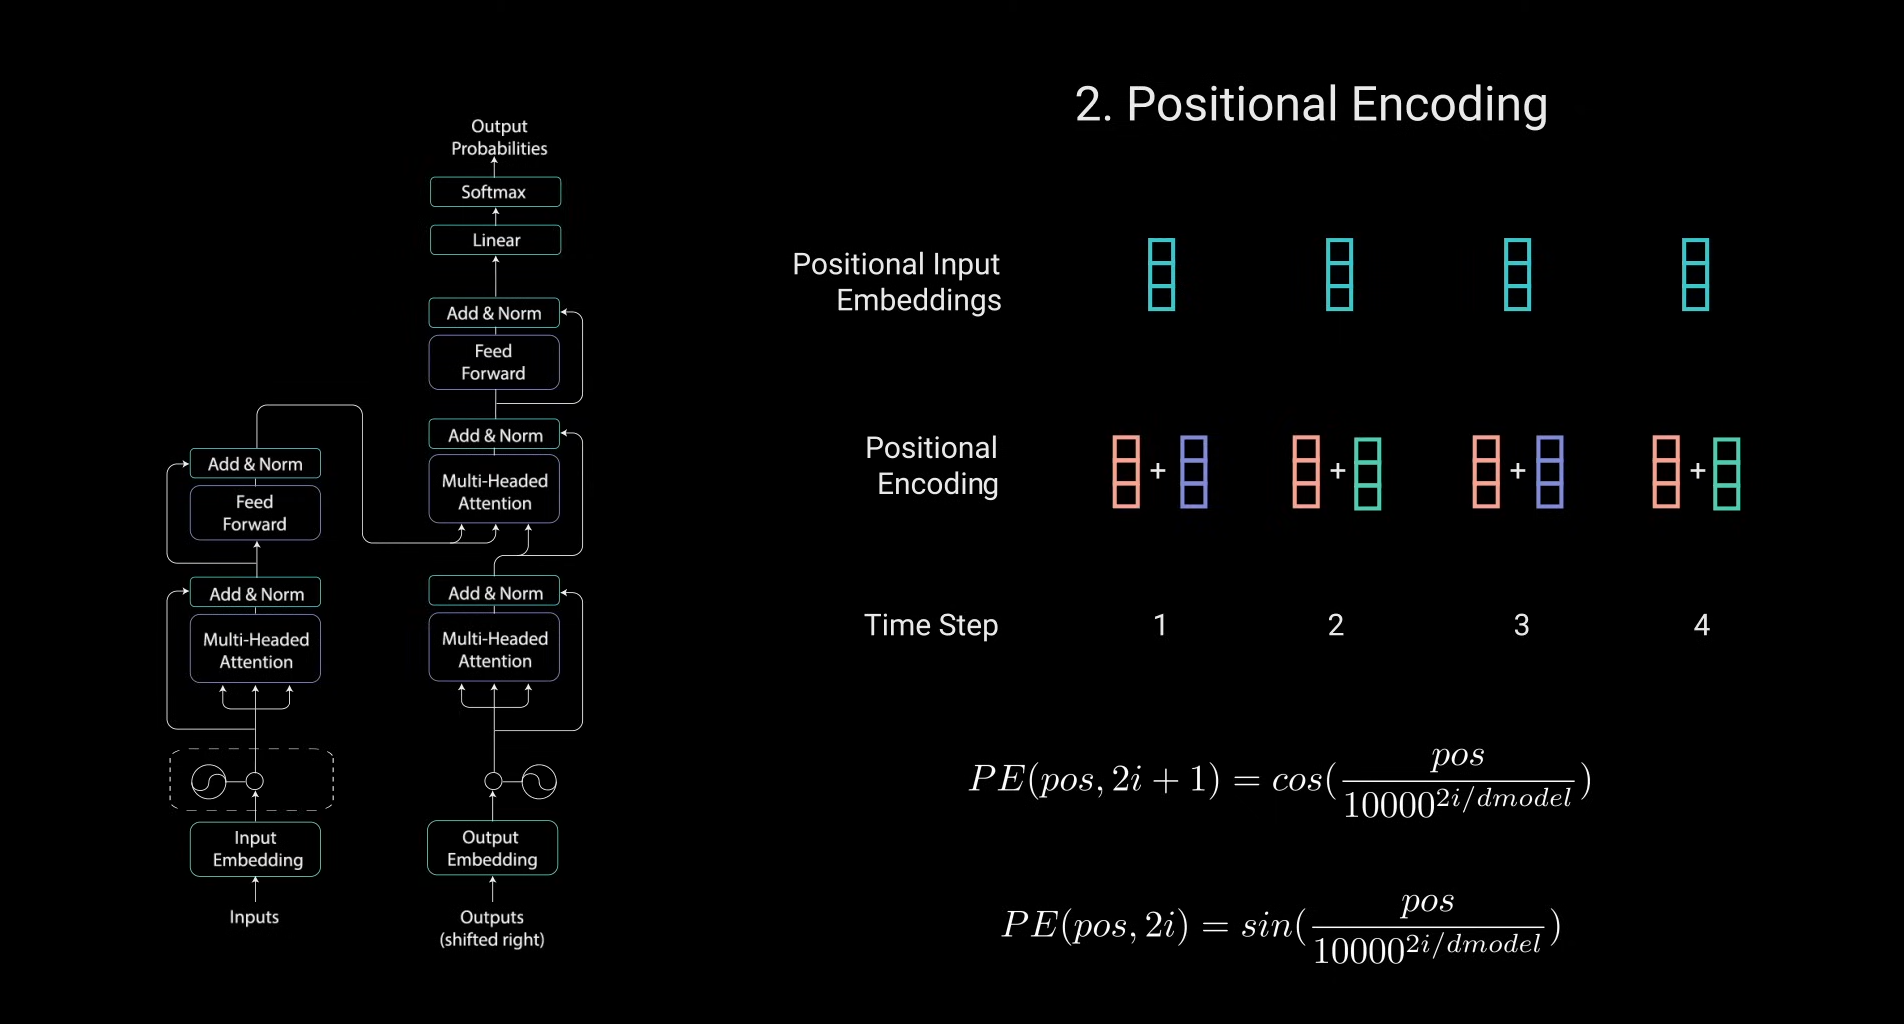 2. Positional Encoding
Output
Probabilities
Softmax
Linear
Add & Norm
Feed
Forward
Add & Norm
Multi-Headed
Attention
Add & Norm
Multi-Headed
Attention
Output
Embedding
Outputs
(shifted right)
Add & Norm
Feed
Forward
Add & Norm
Multi-Headed
Attention
Input
Embedding
Inputs
Positional Input
Embeddings
Positional
Encoding
+ + + +
Time Step 1 2 3 4
PE(pos, 2i + 1) = cos(pos / 10000^{2i/dmodel})
PE(pos, 2i) = sin(pos / 10000^{2i/dmodel})